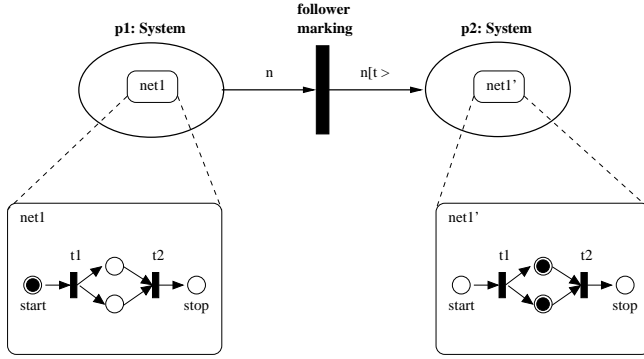 follower
marking
p1: System
p2: System
net1
n
n[t >
net1’
net1
t1
t2
start
stop
net1’
t1
t2
start
stop